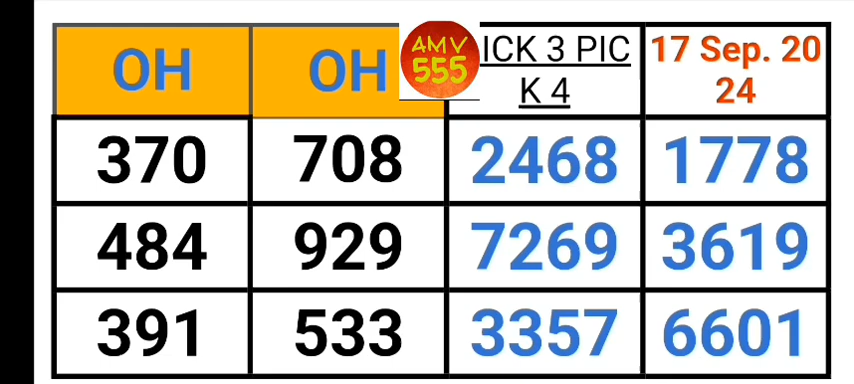 OH OH ICK 3 PIC 17 Sep. 20
K 4 24
AMV
555
370 708 2468 1778
484 929 7269 3619
391 533 3357 6601